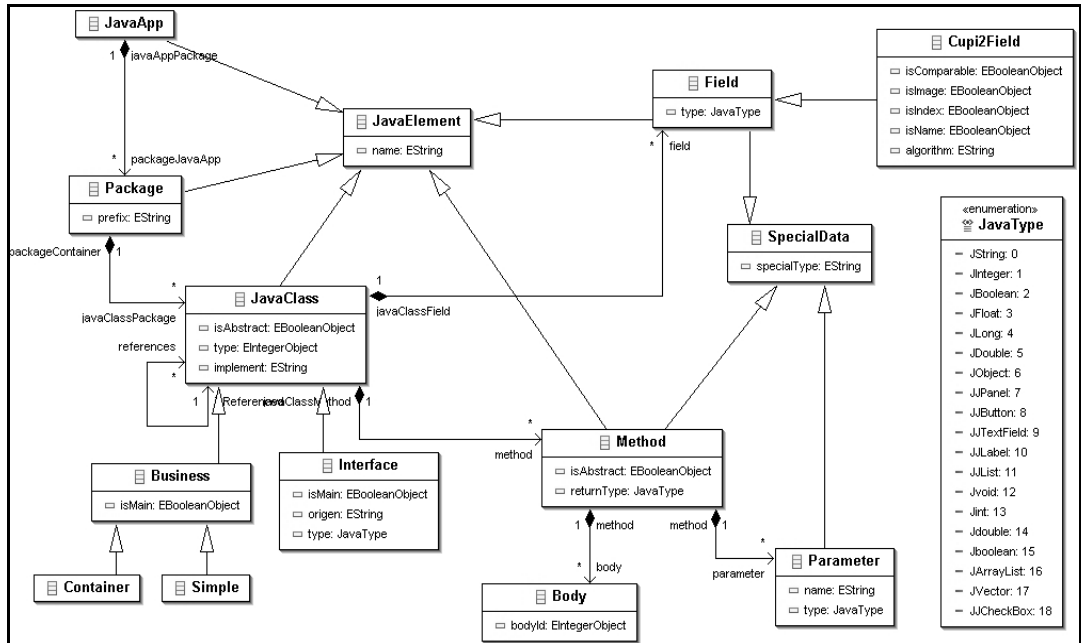 JavaApp
1
javaAppPackage
*
packageJavaApp
Package
prefix: EString
packageContainer
1
*
javaClassPackage
JavaElement
name: EString
Field
type: JavaType
*
field
Cupi2Field
isComparable: EBooleanObject
isImage: EBooleanObject
isIndex: EBooleanObject
isName: EBooleanObject
algorithm: EString
SpecialData
specialType: EString
«enumeration»
JavaType
JString: 0
JInteger: 1
JBoolean: 2
JFloat: 3
JLong: 4
JDouble: 5
JObject: 6
JJPanel: 7
JJButton: 8
JJTextField: 9
JJLabel: 10
JJList: 11
Jvoid: 12
Jint: 13
Jdouble: 14
Jboolean: 15
JArrayList: 16
JVector: 17
JJCheckBox: 18
JavaClass
isAbstract: EBooleanObject
type: EIntegerObject
implement: EString
1
javaClassField
references
*
1
1
*
method
Business
isMain: EBooleanObject
Interface
isMain: EBooleanObject
origen: EString
type: JavaType
Container
Simple
Method
isAbstract: EBooleanObject
returnType: JavaType
1
method
*
body
method
1
*
parameter
Body
bodyId: EIntegerObject
Parameter
name: EString
type: JavaType